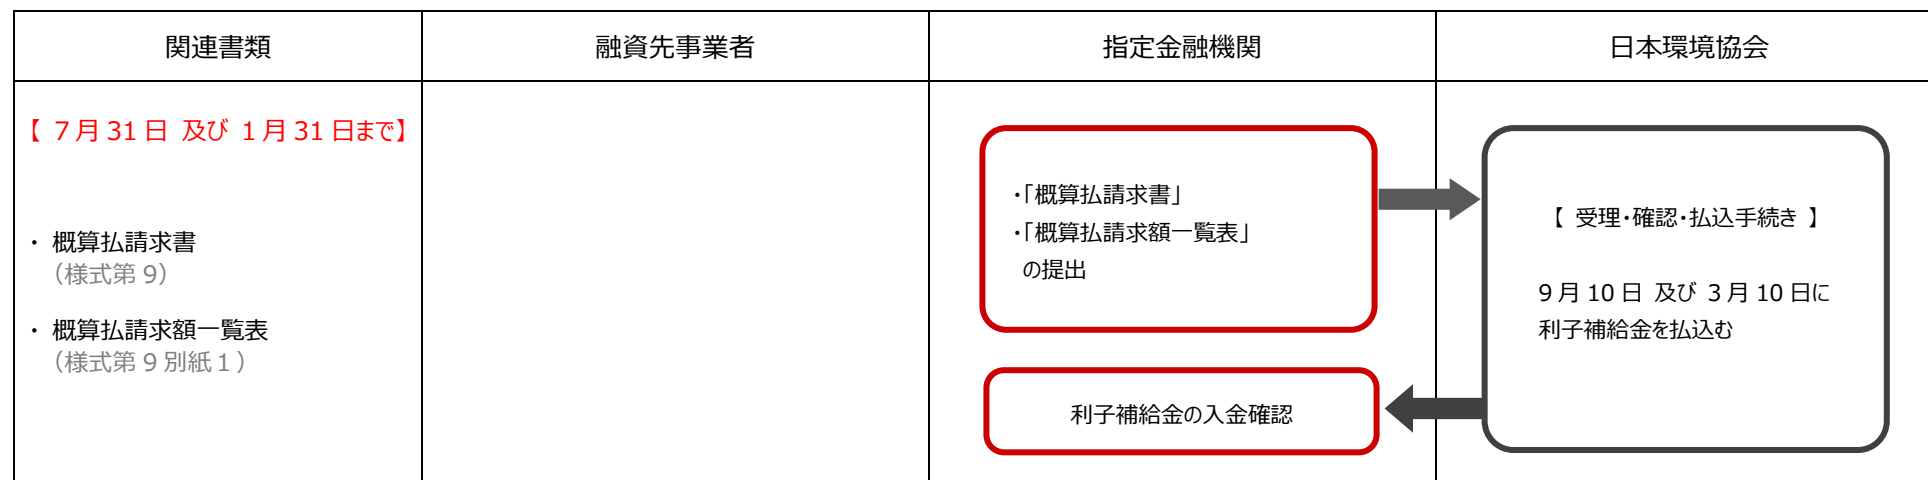 関連書類
融資先事業者
指定金融機関
日本環境協会
【 7月31日 及び 1月31日まで】
・ 概算払請求書
（様式第9）
・ 概算払請求額一覧表
（様式第9別紙1）
・「概算払請求書」
・「概算払請求額一覧表」
の提出
利子補給金の入金確認
【 受理・確認・払込手続き 】
9月10日 及び 3月10日に
利子補給金を払込む